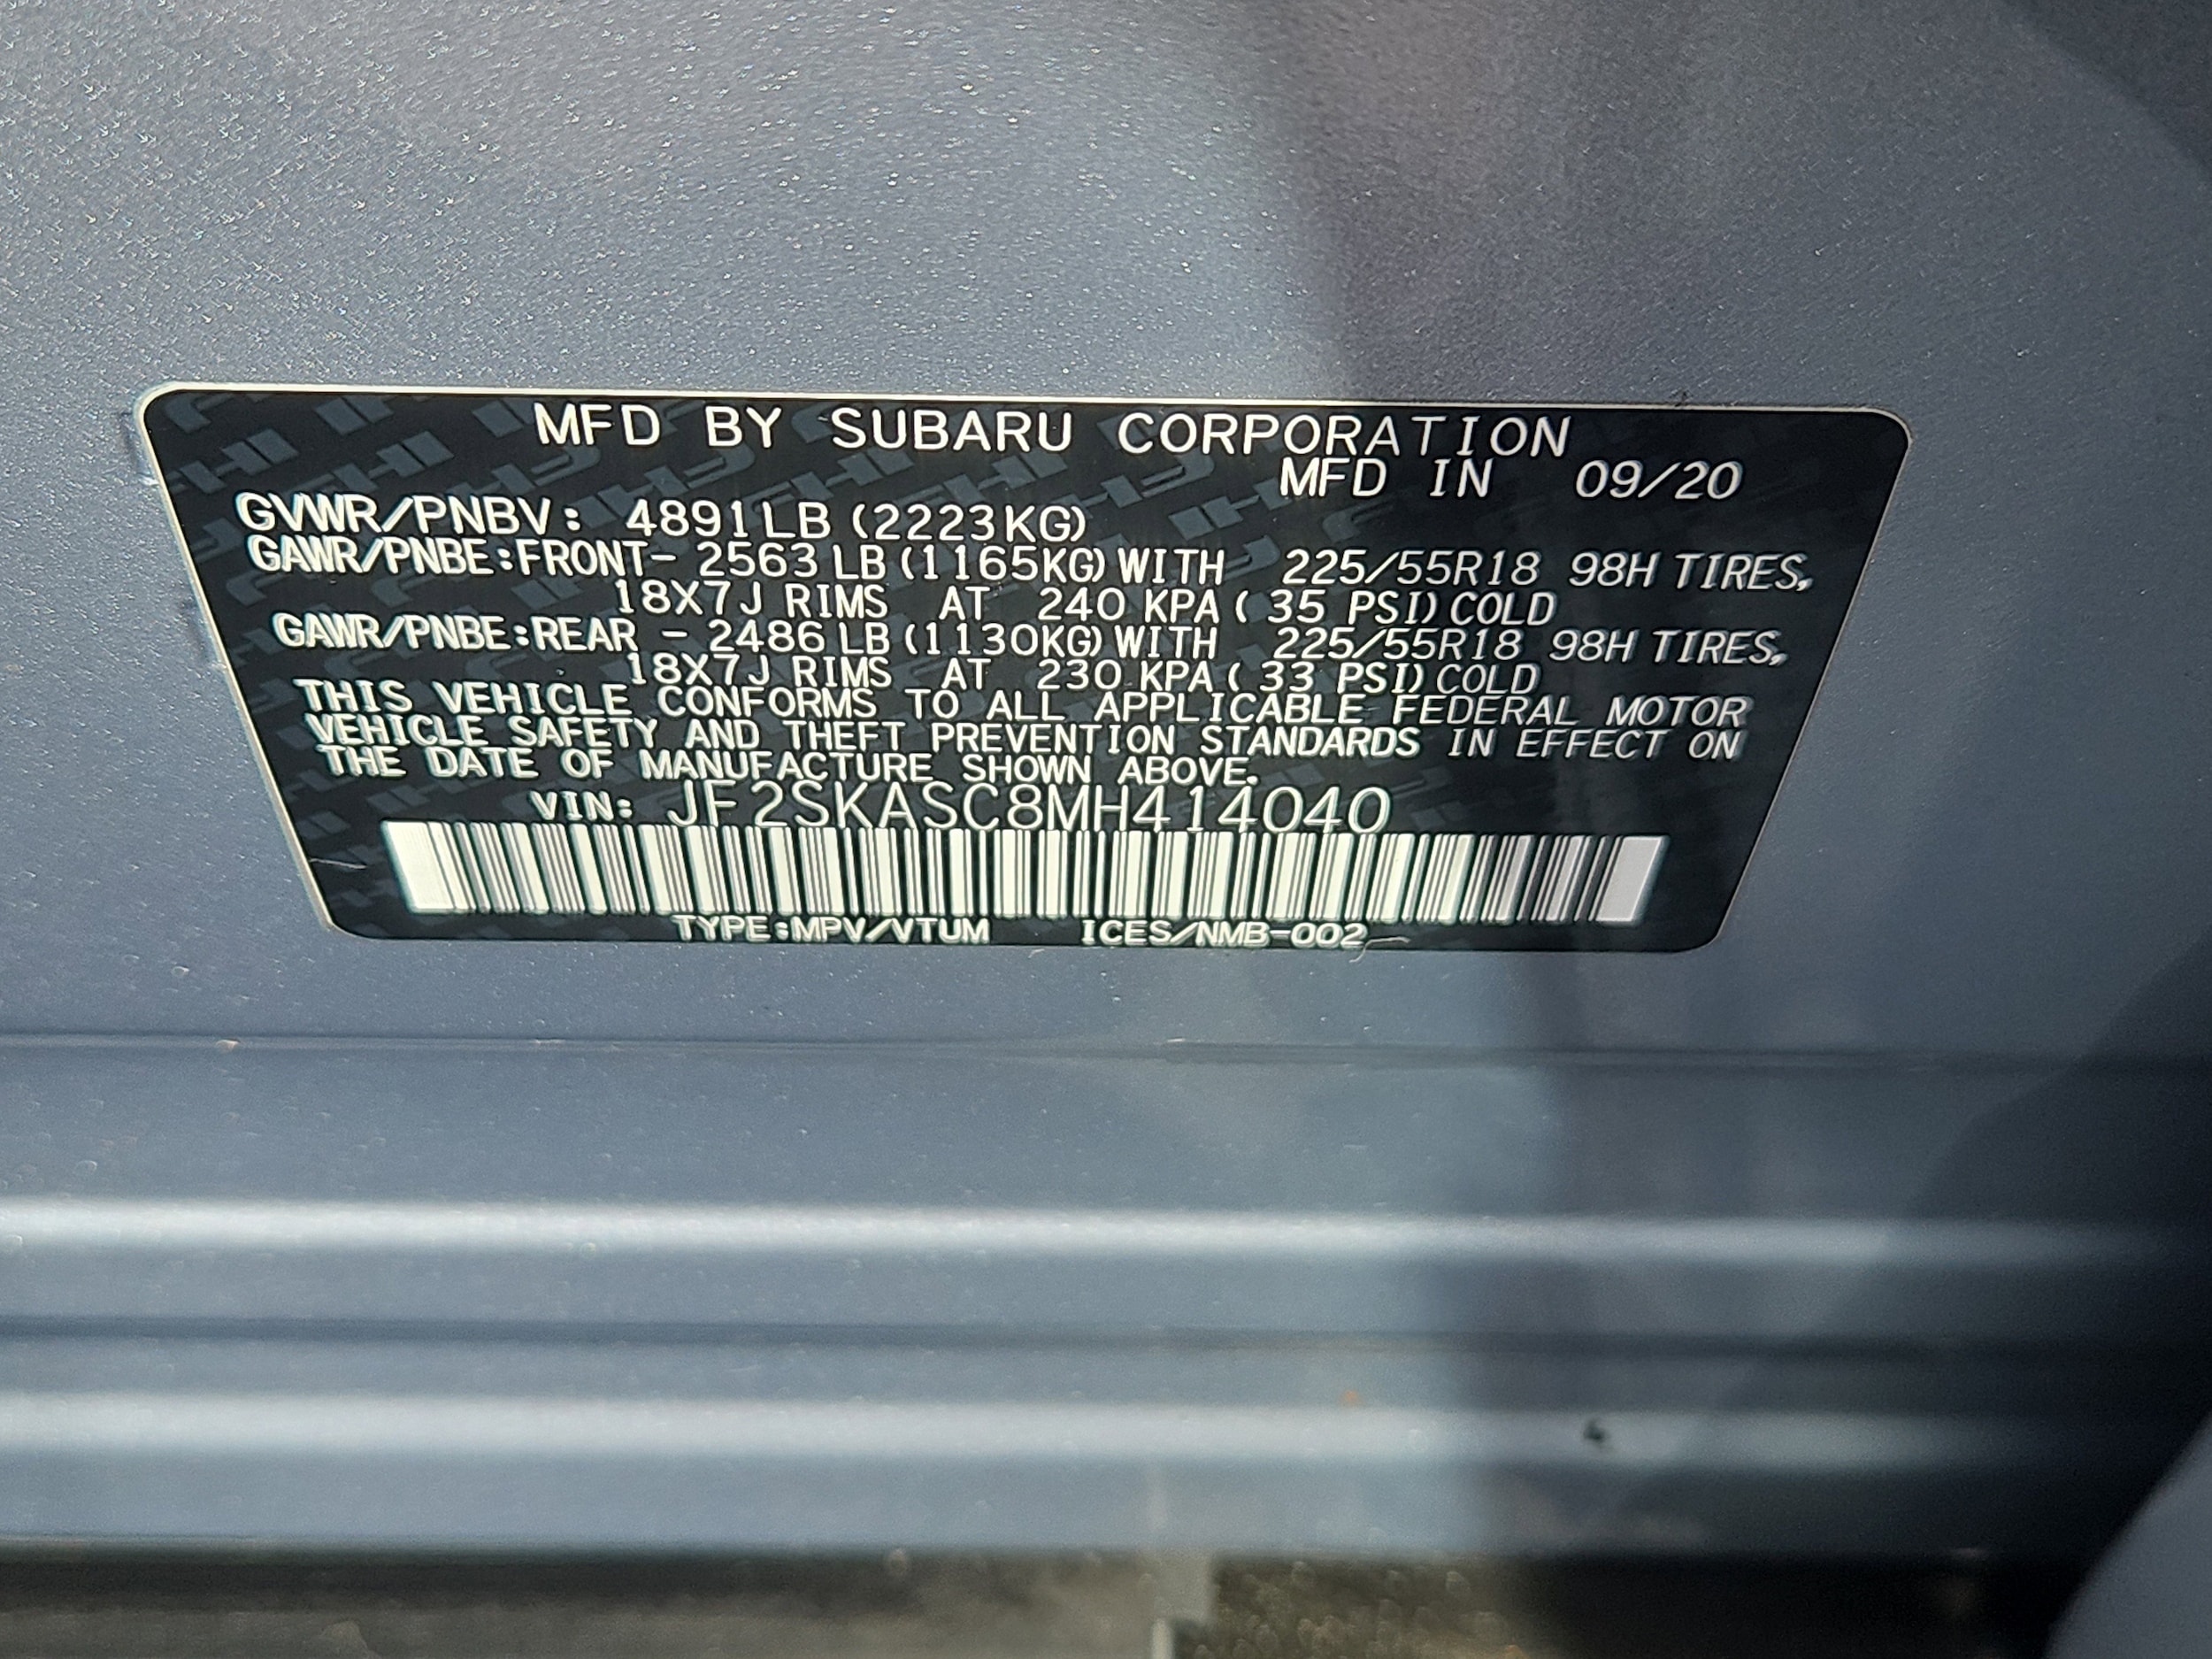 MFD BY SUBARU CORPORATION
MFD IN 09/20
GVWR/PNBV: 4891LB (2223KG)
GAWR/PNBE:FRONT- 2563 LB (1165KG) WITH 225/55R18 98H TIRES,
18X7J RIMS AT 240 KPA ( 35 PSI) COLD
GAWR/PNBE:REAR - 2486 LB (1130KG) WITH 225/55R18 98H TIRES,
18X7J RIMS AT 230 KPA ( 33 PSI) COLD
THIS VEHICLE CONFORMS TO ALL APPLICABLE FEDERAL MOTOR
VEHICLE SAFETY AND THEFT PREVENTION STANDARDS IN EFFECT ON
THE DATE OF MANUFACTURE SHOWN ABOVE.
VIN: JF2SKASC8MH414040
TYPE:MPV/VTUM ICES/NMB-002